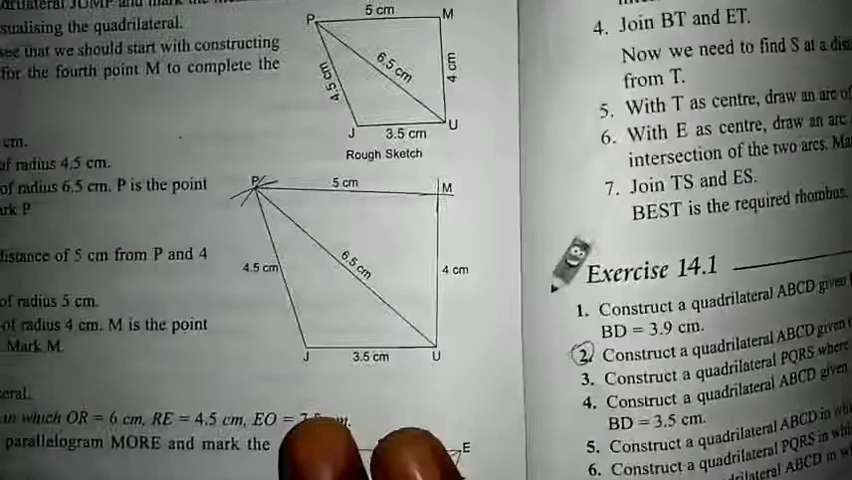 drilateral JUMP and mark the
sualising the quadrilateral.
see that we should start with constructing
for the fourth point M to complete the
cm.
of radius 4.5 cm.
of radius 6.5 cm. P is the point
ark P.
distance of 5 cm from P and 4
of radius 5 cm.
of radius 4 cm. M is the point
Mark M.
eral.
in which OR = 6 cm, RE = 4.5 cm, EO =
parallelogram MORE and mark the
P
5 cm
M
4.5 cm
6.5 cm
4 cm
J
3.5 cm
U
Rough Sketch
P
5 cm
M
4.5 cm
6.5 cm
4 cm
J
3.5 cm
U
E
4. Join BT and ET.
Now we need to find S at a dis
from T.
5. With T as centre, draw an arc of
6. With E as centre, draw an arc
intersection of the two arcs. Ma
7. Join TS and ES.
BEST is the required rhombus.
Exercise 14.1
1. Construct a quadrilateral ABCD given
BD = 3.9 cm.
2. Construct a quadrilateral ABCD given
3. Construct a quadrilateral PQRS where
4. Construct a quadrilateral ABCD given
BD = 3.5 cm.
5. Construct a quadrilateral ABCD in wh
6. Construct a quadrilateral PQRS in whi
drilateral ABCD in w